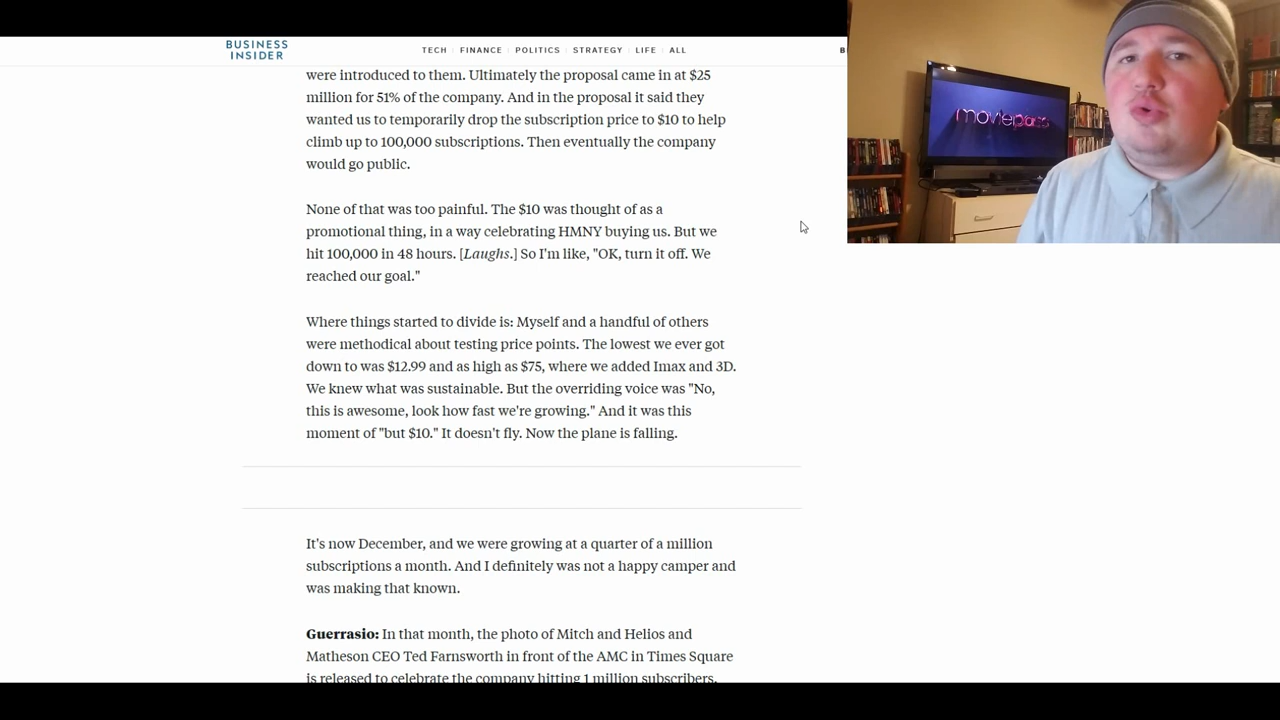 BUSINESS
INSIDER
TECH FINANCE POLITICS STRATEGY LIFE ALL
B
were introduced to them. Ultimately the proposal came in at $25
million for 51% of the company. And in the proposal it said they
wanted us to temporarily drop the subscription price to $10 to help
climb up to 100,000 subscriptions. Then eventually the company
would go public.
None of that was too painful. The $10 was thought of as a
promotional thing, in a way celebrating HMNY buying us. But we
hit 100,000 in 48 hours. [Laughs.] So I'm like, "OK, turn it off. We
reached our goal."
Where things started to divide is: Myself and a handful of others
were methodical about testing price points. The lowest we ever got
down to was $12.99 and as high as $75, where we added Imax and 3D.
We knew what was sustainable. But the overriding voice was "No,
this is awesome, look how fast we're growing." And it was this
moment of "but $10." It doesn't fly. Now the plane is falling.
It's now December, and we were growing at a quarter of a million
subscriptions a month. And I definitely was not a happy camper and
was making that known.
Guerrasio: In that month, the photo of Mitch and Helios and
Matheson CEO Ted Farnsworth in front of the AMC in Times Square
is released to celebrate the company hitting 1 million subscribers.
moviepass